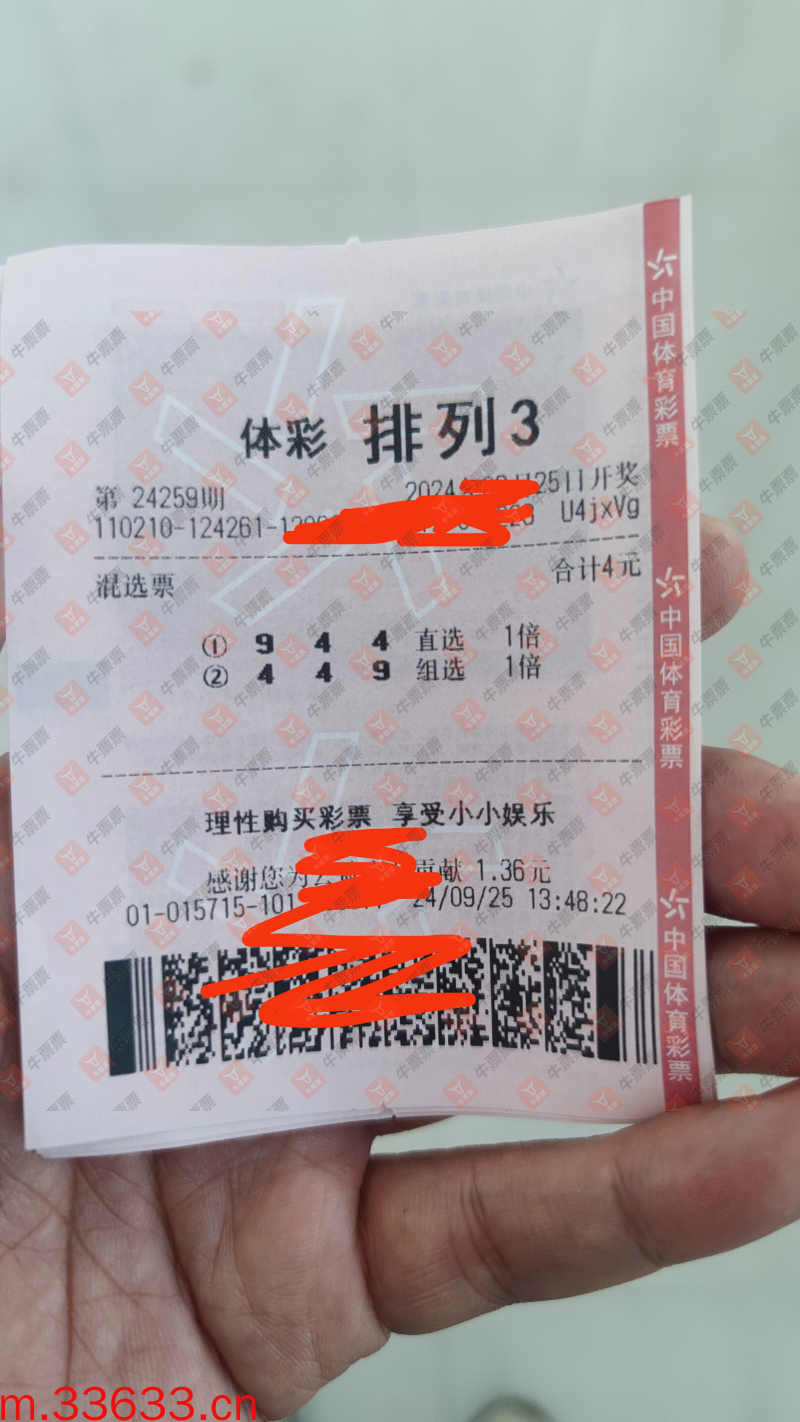 体彩 排列3
第 24259期
2024 25日开奖
110210-124261- U4jxVg
混选票 合计4元
① 9 4 4 直选 1倍
② 4 4 9 组选 1倍
理性购买彩票 享受小小娱乐
感谢您为公 贡献 1.36元
01-015715-101 24/09/25 13:48:22
中国体育彩票
中国体育彩票
中国体育彩票
牛票票
m.33633.cn